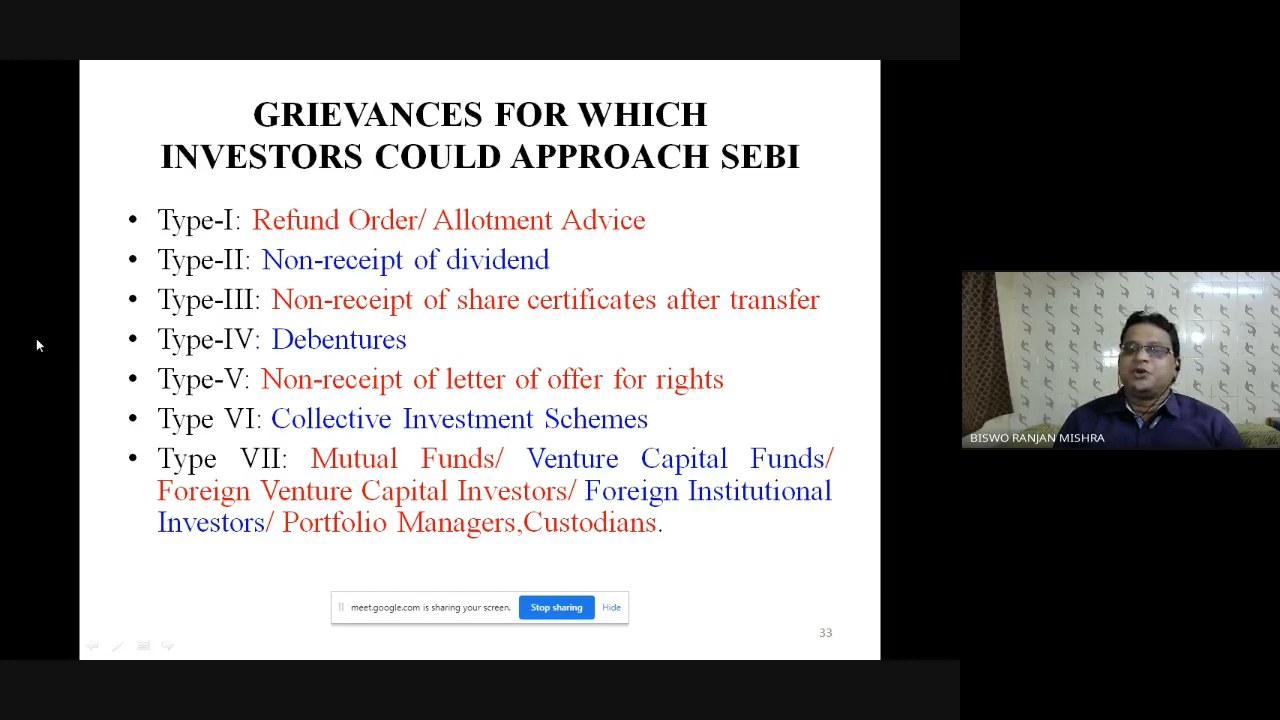 GRIEVANCES FOR WHICH
INVESTORS COULD APPROACH SEBI
• Type-I: Refund Order/ Allotment Advice
• Type-II: Non-receipt of dividend
• Type-III: Non-receipt of share certificates after transfer
• Type-IV: Debentures
• Type-V: Non-receipt of letter of offer for rights
• Type VI: Collective Investment Schemes
• Type VII: Mutual Funds/ Venture Capital Funds/
Foreign Venture Capital Investors/ Foreign Institutional
Investors/ Portfolio Managers,Custodians.
meet.google.com is sharing your screen. Stop sharing Hide
33
BISWO RANJAN MISHRA